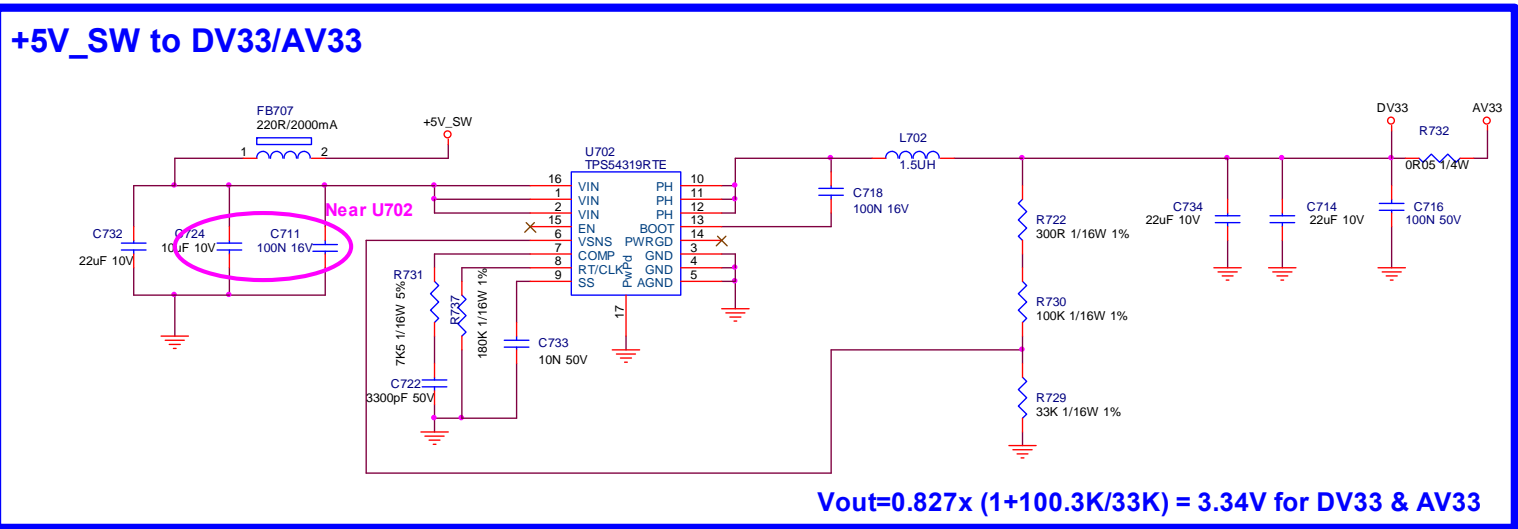 +5V_SW to DV33/AV33
FB707
220R/2000mA
1
2
+5V_SW
U702
TPS54319RTE
16
VIN
1
VIN
2
VIN
15
EN
6
VSNS
7
COMP
8
RT/CLK
9
SS
PH
10
PH
11
PH
12
BOOT
13
PWRGD
14
GND
3
GND
4
AGND
5
PwPd
17
L702
1.5UH
C718
100N 16V
DV33
AV33
R732
0R05 1/4W
Near U702
C732
22uF 10V
C724
10uF 10V
C711
100N 16V
R722
300R 1/16W 1%
C734
22uF 10V
C714
22uF 10V
C716
100N 50V
R731
7K5 1/16W 5%
R737
180K 1/16W 1%
C733
10N 50V
C722
3300pF 50V
R730
100K 1/16W 1%
R729
33K 1/16W 1%
Vout=0.827x (1+100.3K/33K) = 3.34V for DV33 & AV33